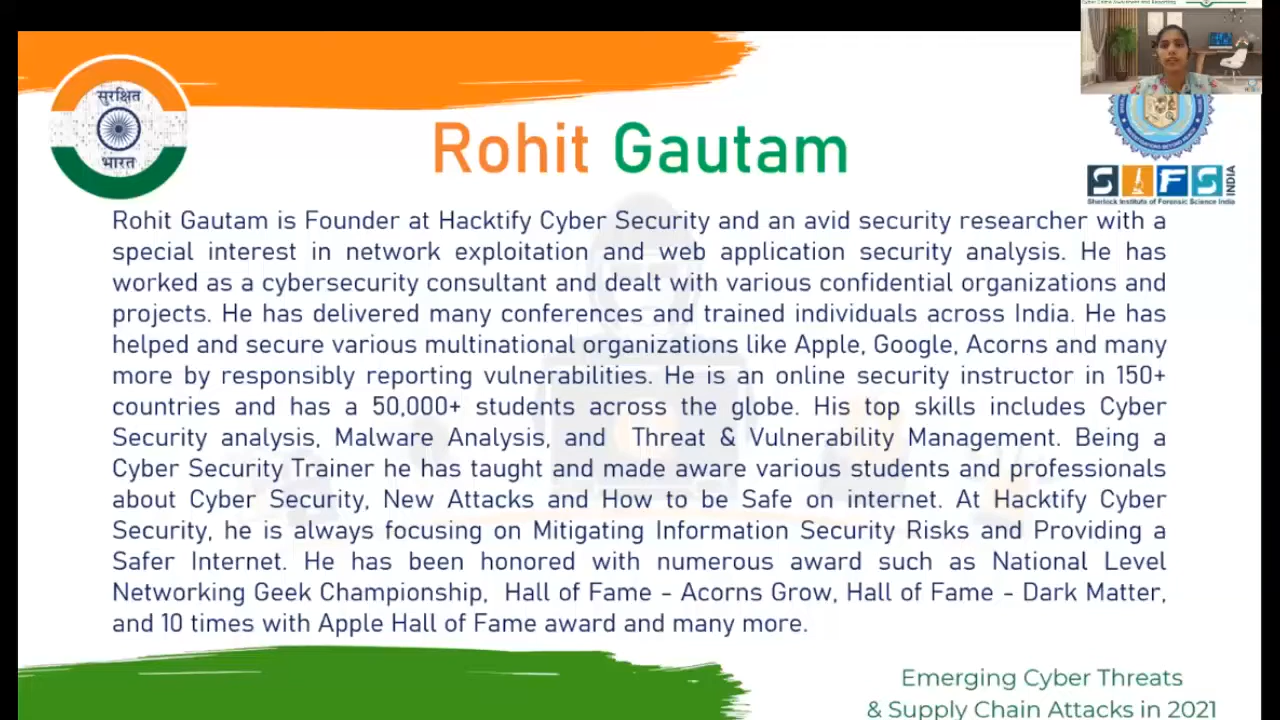 Cyber Crime Awareness and Reporting
सुरक्षित
भारत
Rohit Gautam
SIFS
INDIA
Sherlock Institute of Forensic Science India
Rohit Gautam is Founder at Hacktify Cyber Security and an avid security researcher with a
special interest in network exploitation and web application security analysis. He has
worked as a cybersecurity consultant and dealt with various confidential organizations and
projects. He has delivered many conferences and trained individuals across India. He has
helped and secure various multinational organizations like Apple, Google, Acorns and many
more by responsibly reporting vulnerabilities. He is an online security instructor in 150+
countries and has a 50,000+ students across the globe. His top skills includes Cyber
Security analysis, Malware Analysis, and Threat & Vulnerability Management. Being a
Cyber Security Trainer he has taught and made aware various students and professionals
about Cyber Security, New Attacks and How to be Safe on internet. At Hacktify Cyber
Security, he is always focusing on Mitigating Information Security Risks and Providing a
Safer Internet. He has been honored with numerous award such as National Level
Networking Geek Championship, Hall of Fame - Acorns Grow, Hall of Fame - Dark Matter,
and 10 times with Apple Hall of Fame award and many more.
Emerging Cyber Threats
& Supply Chain Attacks in 2021